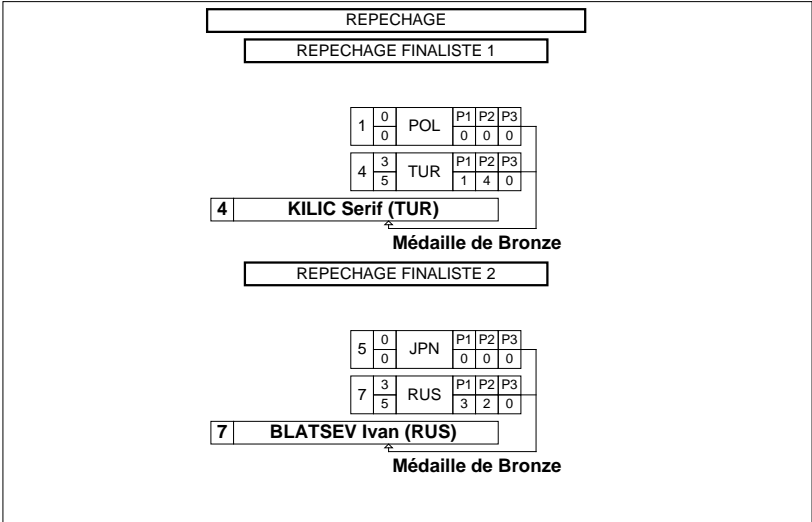 REPECHAGE
REPECHAGE FINALISTE 1
1 0 POL P1 P2 P3
0 0 0 0
4 3 TUR P1 P2 P3
5 1 4 0
4 KILIC Serif (TUR)
Médaille de Bronze
REPECHAGE FINALISTE 2
5 0 JPN P1 P2 P3
0 0 0 0
7 3 RUS P1 P2 P3
5 3 2 0
7 BLATSEV Ivan (RUS)
Médaille de Bronze